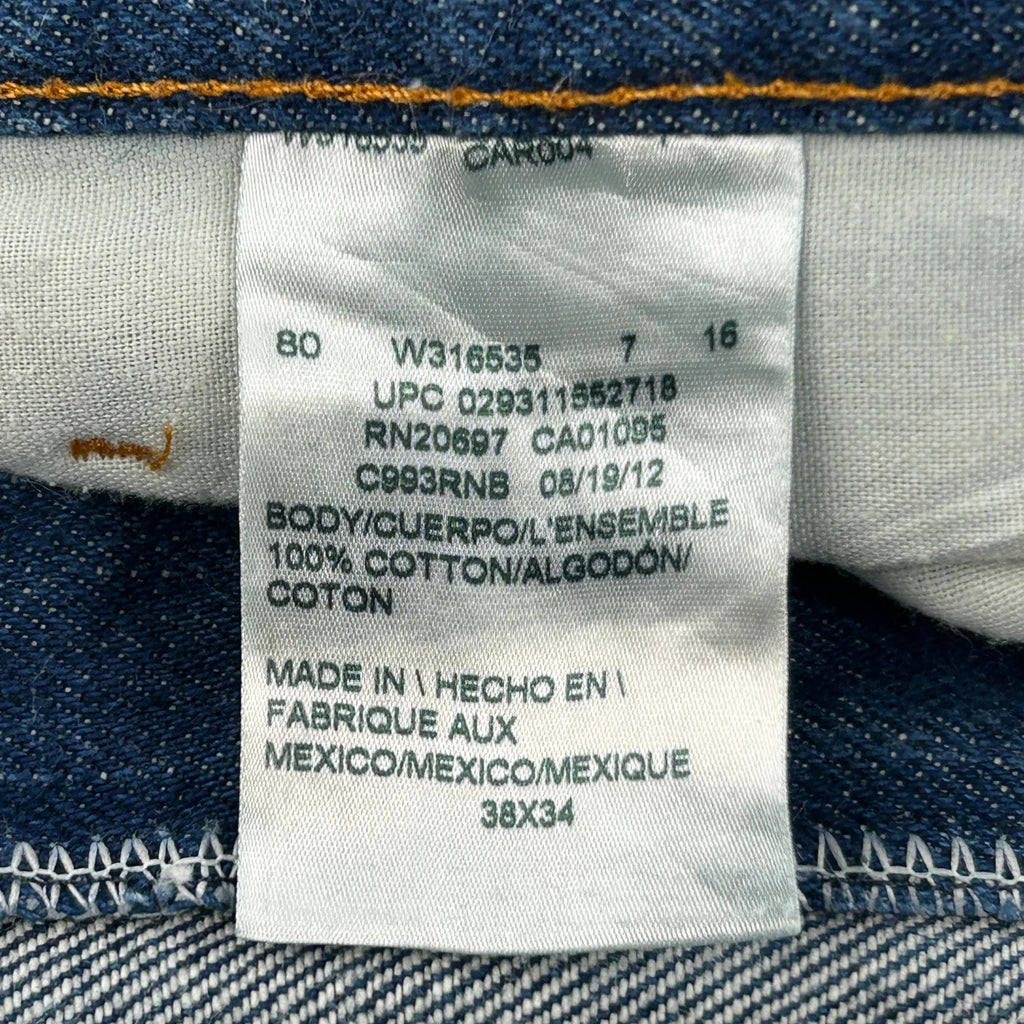 CAR004
80 W316535 7 16
UPC 029311552718
RN20697 CA01095
C993RNB 08/19/12
BODY/CUERPO/L'ENSEMBLE
100% COTTON/ALGODÓN/
COTON
MADE IN \ HECHO EN \
FABRIQUE AUX
MEXICO/MEXICO/MEXIQUE
38X34